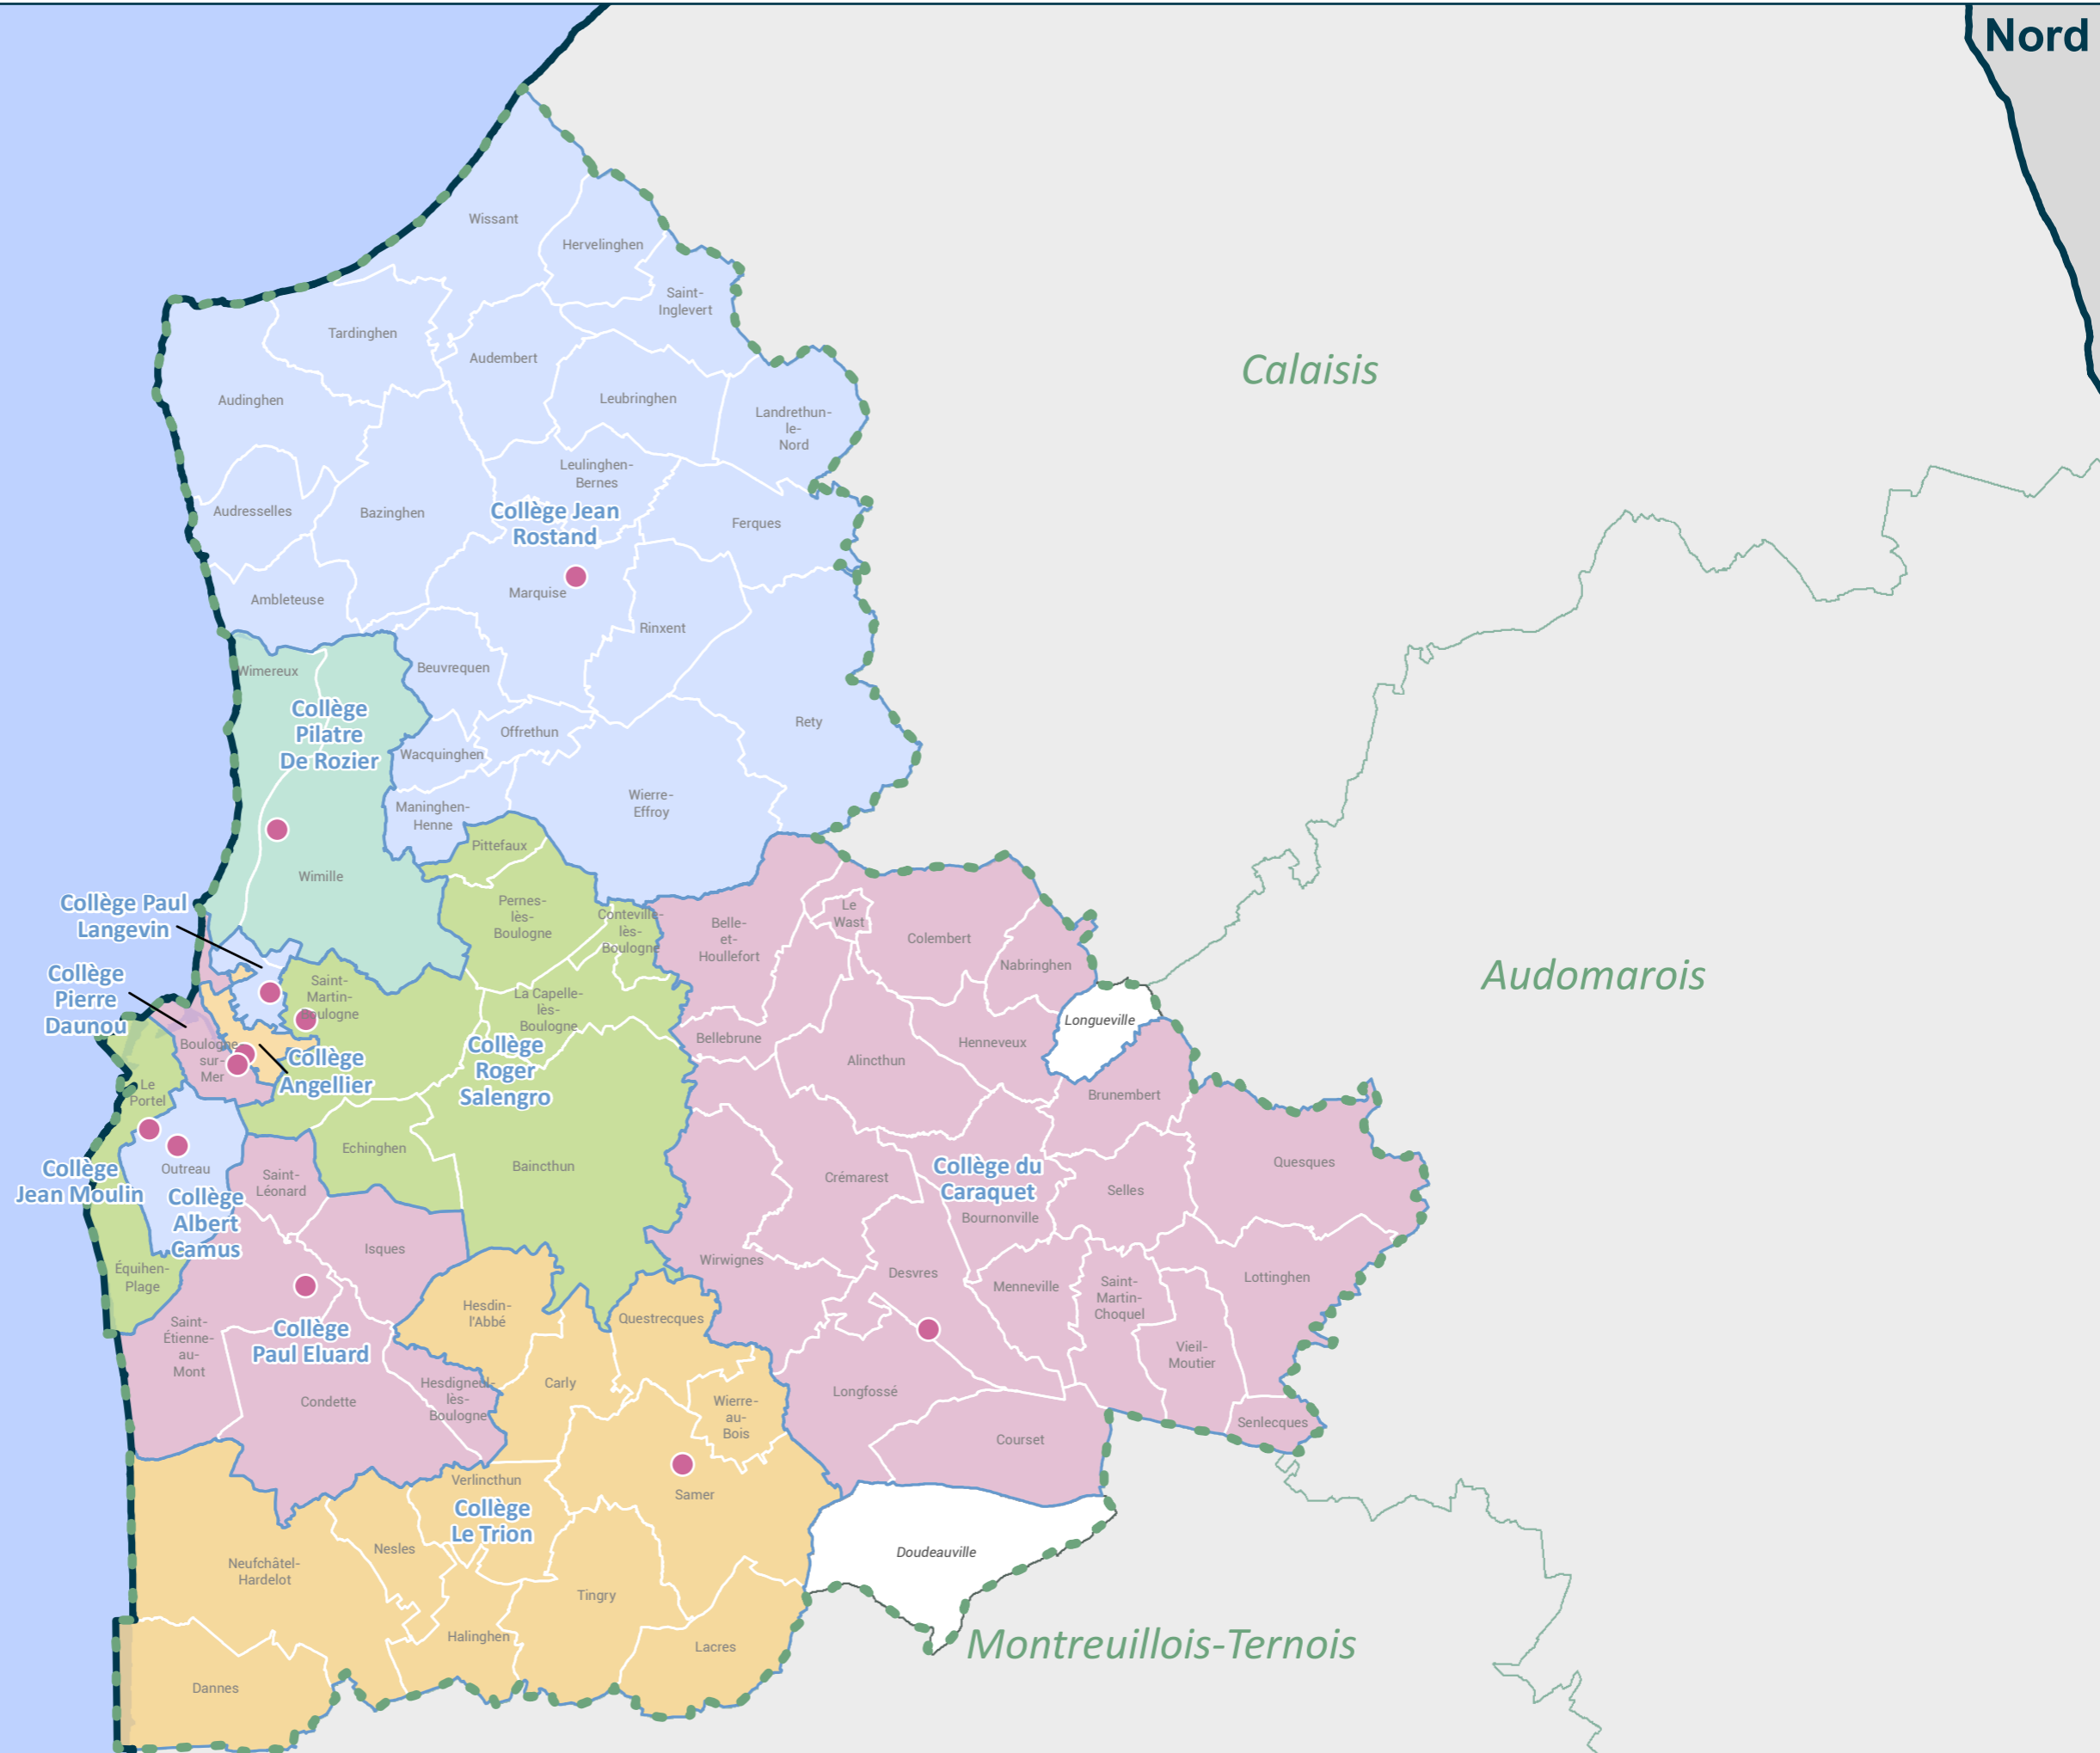 Nord
Wissant
Hervelinghen
Saint-
Inglevert
Tardinghen
Audembert
Calaisis
Audinghen
Leubringhen
Landrethun-
le-
Nord
Leulinghen-
Bernes
Audresselles
Bazinghen
Collège Jean
Rostand
Ferques
Ambleteuse
Marquise
Rinxent
Wimereux
Beuvrequen
Collège
Pilatre
De Rozier
Offrethun
Rety
Wacquinghen
Maninghen-
Henne
Wierre-
Effroy
Pittefaux
Wimille
Collège Paul
Langevin
Pernes-
lès-
Boulogne
Conteville-
lès-
Boulogne
Belle-
et-
Houllefort
Le
Wast
Colembert
Nabringhen
Audomarois
Collège
Pierre
Daunou
Saint-
Martin-
Boulogne
La Capelle-
lès-
Boulogne
Longueville
Boulogne-
sur-
Mer
Collège
Angellier
Collège
Roger
Salengro
Bellebrune
Alincthun
Henneveux
Brunembert
Le
Portel
Echinghen
Baincthun
Outreau
Saint-
Léonard
Collège
Jean Moulin
Collège
Albert
Camus
Crémarest
Collège du
Caraquet
Selles
Quesques
Bournonville
Isques
Équihen-
Plage
Wirwignes
Desvres
Menneville
Saint-
Martin-
Choquel
Lottinghen
Hesdin-
l'Abbé
Questrecques
Saint-
Étienne-
au-
Mont
Collège
Paul Eluard
Vieil-
Moutier
Condette
Hesdigneul-
lès-
Boulogne
Carly
Wierre-
au-
Bois
Longfossé
Senlecques
Courset
Verlincthun
Samer
Collège
Le Trion
Nesles
Neufchâtel-
Hardelot
Doudeauville
Tingry
Halinghen
Lacres
Montreuillois-Ternois
Dannes